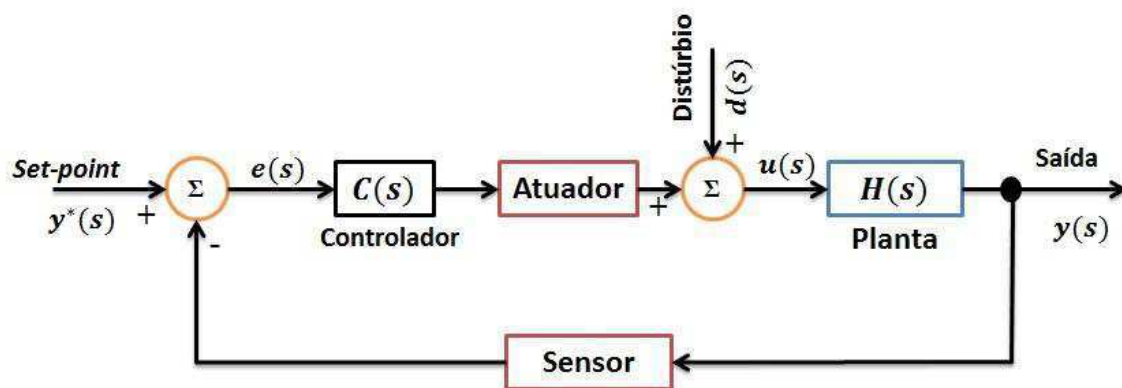 Distúrbio
d(s)
+
Set-point
y*(s)
+
-
Σ
e(s)
C(s)
Controlador
Atuador
+
Σ
u(s)
H(s)
Planta
Saída
y(s)
Sensor